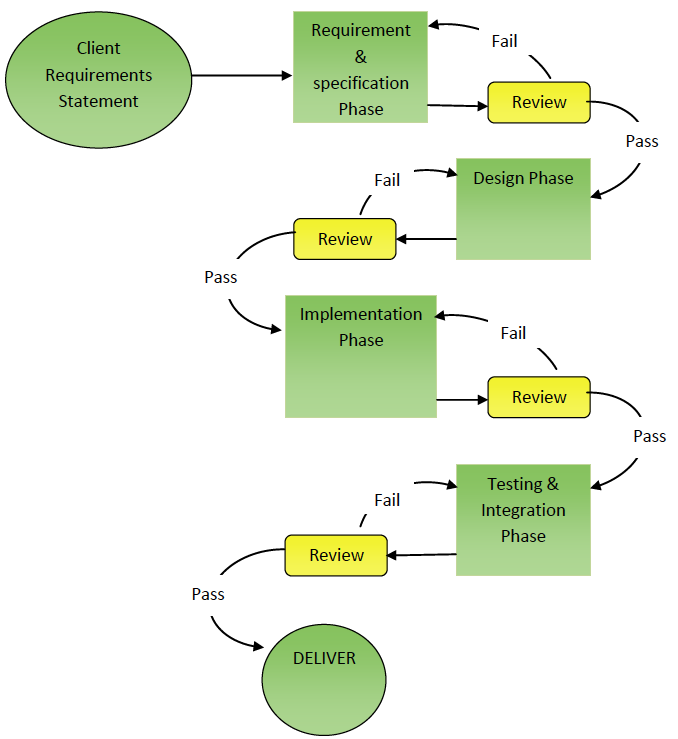 Client
Requirements
Statement
Requirement
&
specification
Phase
Fail
Review
Pass
Design Phase
Fail
Review
Pass
Implementation
Phase
Fail
Review
Pass
Testing &
Integration
Phase
Fail
Review
Pass
DELIVER